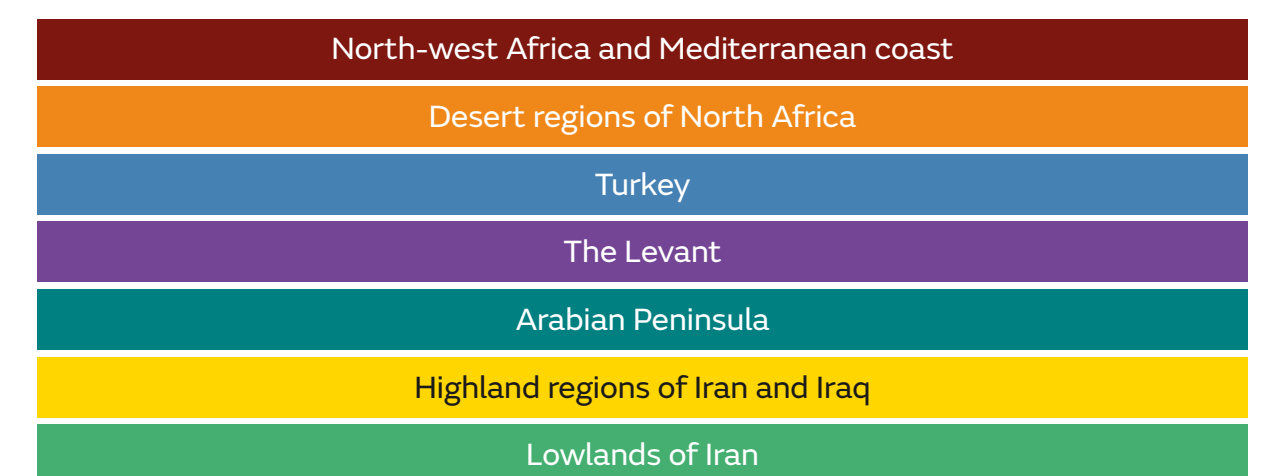 North-west Africa and Mediterranean coast
Desert regions of North Africa
Turkey
The Levant
Arabian Peninsula
Highland regions of Iran and Iraq
Lowlands of Iran